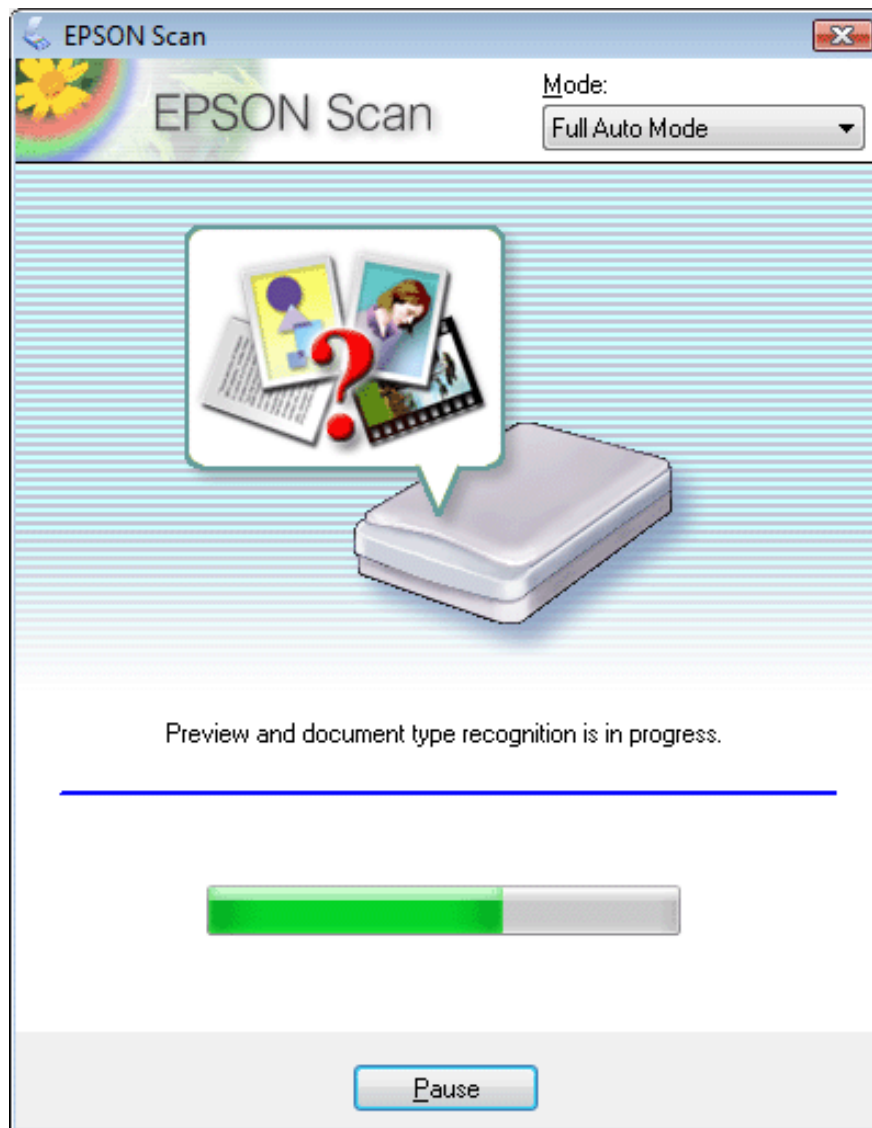 EPSON Scan
EPSON Scan
Mode:
Full Auto Mode
Preview and document type recognition is in progress.
Pause